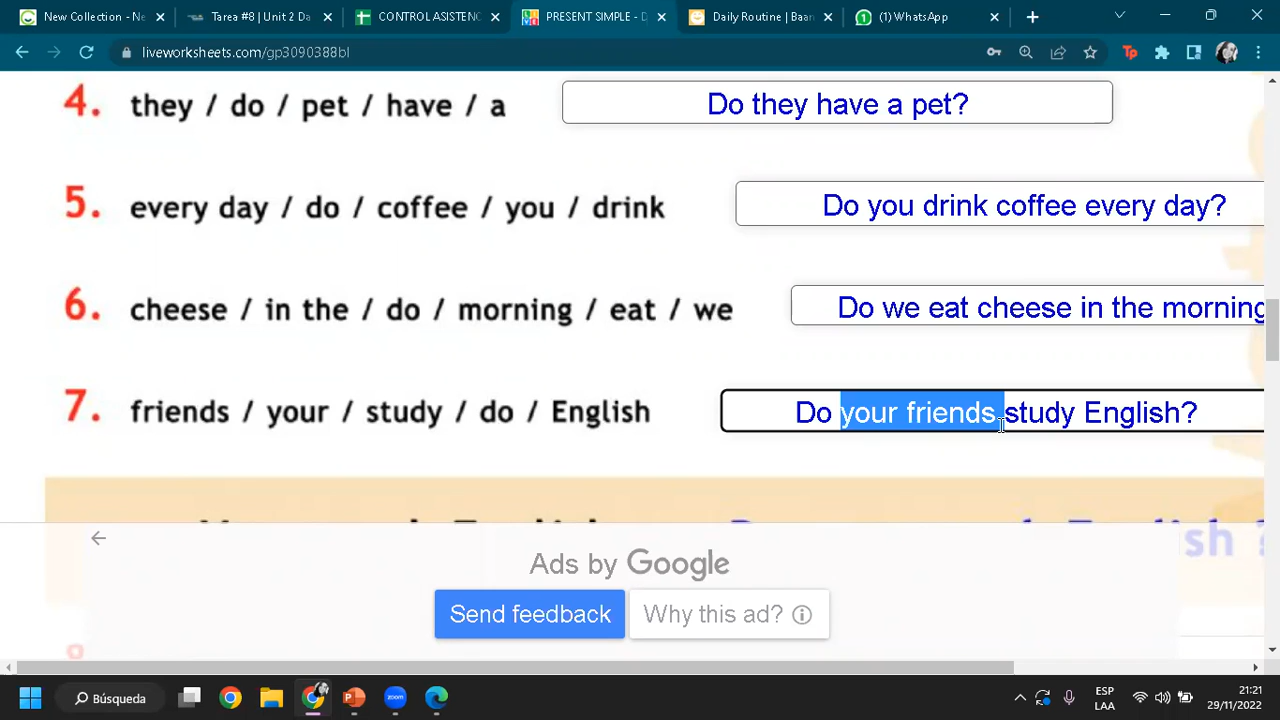 New Collection - Ne
Tarea #8 | Unit 2 Da
CONTROL ASISTENC
PRESENT SIMPLE - D
Daily Routine | Baan
(1) WhatsApp
liveworksheets.com/gp3090388bl
4. they / do / pet / have / a
Do they have a pet?
5. every day / do / coffee / you / drink
Do you drink coffee every day?
6. cheese / in the / do / morning / eat / we
Do we eat cheese in the morning
7. friends / your / study / do / English
Do your friends study English?
Ads by Google
Send feedback
Why this ad?
Búsqueda
zoom
ESP
LAA
21:21
29/11/2022